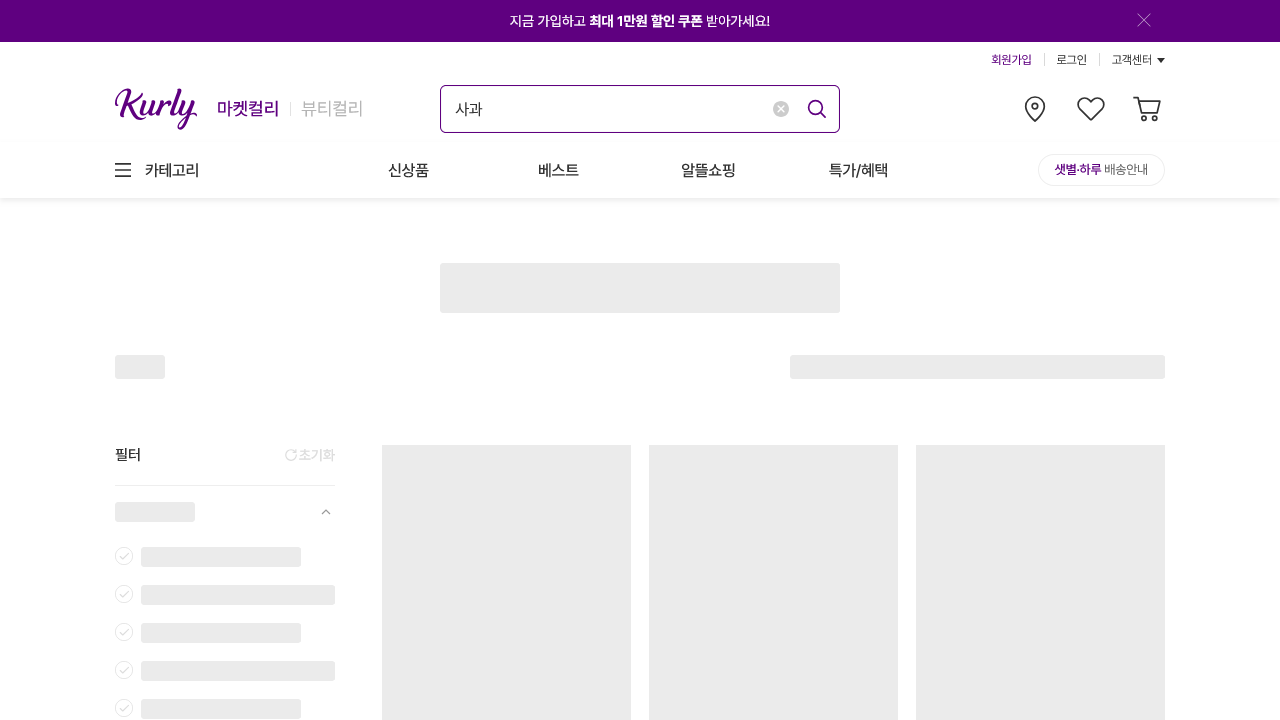 지금 가입하고 최대 1만원 할인 쿠폰 받아가세요!
회원가입 로그인 고객센터
Kurly 마켓컬리 뷰티컬리 사과
카테고리 신상품 베스트 알뜰쇼핑 특가/혜택 샛별·하루 배송안내
필터 초기화